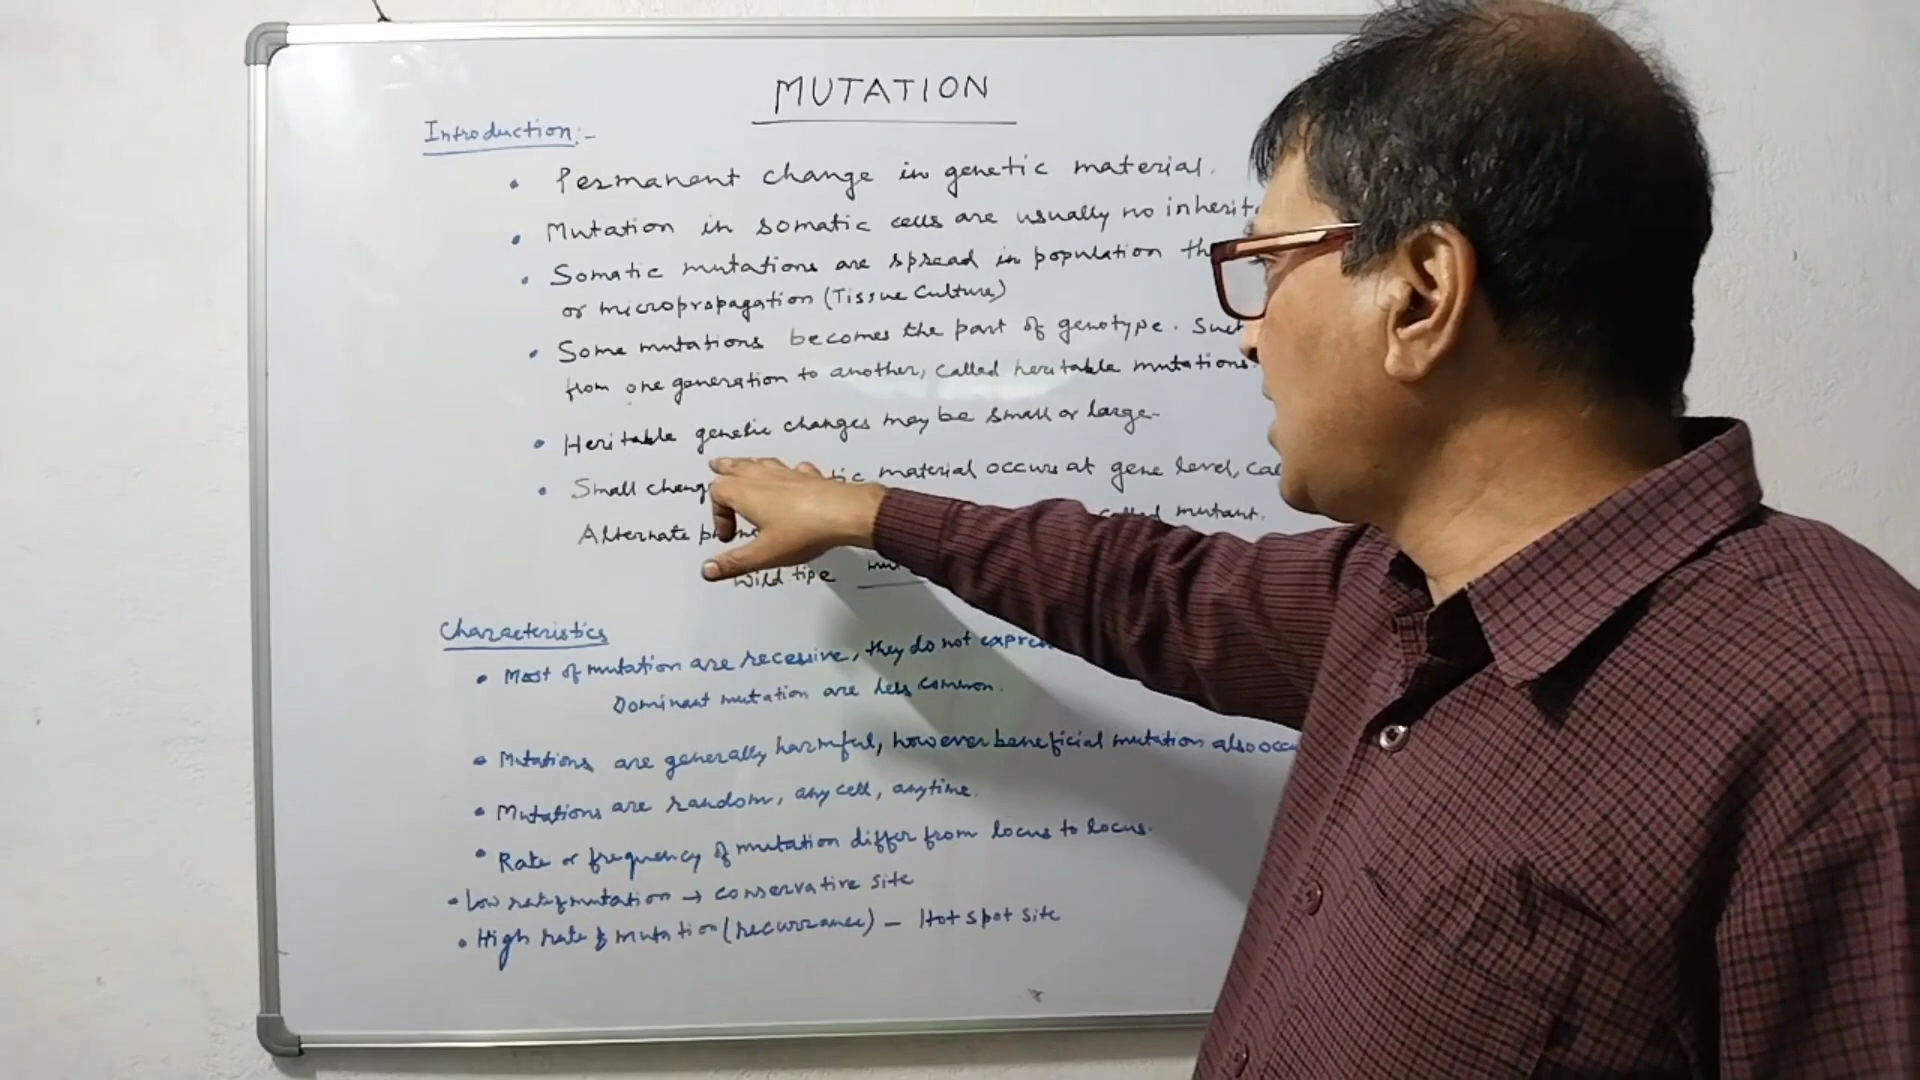 MUTATION
Introduction:-
• Permanent change in genetic material.
• Mutation in somatic cells are usually no inherit
• Somatic mutations are spread in population th
or micropropagation (Tissue Culture)
• Some mutations becomes the part of genotype. Such
from one generation to another, called heritable mutations.
• Heritable genetic changes may be small or large-
• Small chang tic material occurs at gene level, cal
Alternate called mutant.
Wild tipe
Characteristics
• Most of mutation are recessive, they do not expre
Dominant mutation are less common.
• Mutations are generally harmful, however beneficial mutation also occu
• Mutations are random, any cell, anytime.
• Rate or frequency of mutation differ from locus to locus.
• Low rate of mutation → conservative site
• High rate of mutation (recurrance) – Hot spot site